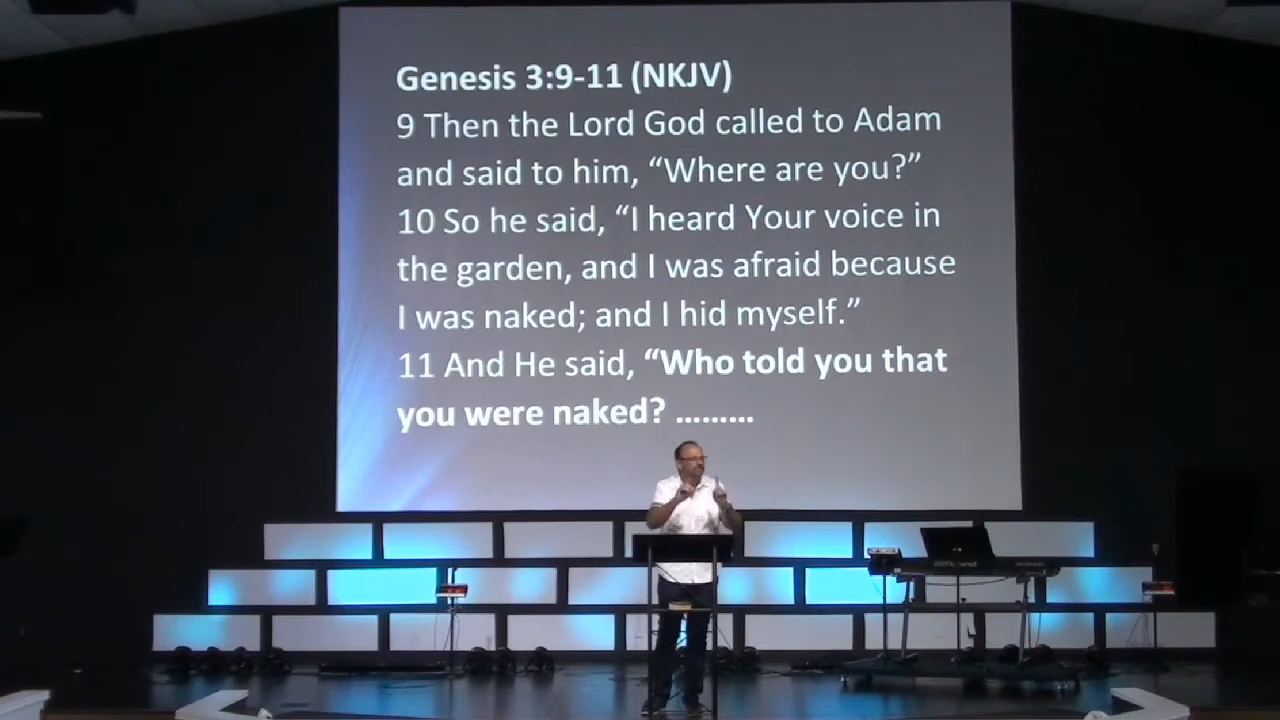 Genesis 3:9-11 (NKJV)
9 Then the Lord God called to Adam
and said to him, “Where are you?”
10 So he said, “I heard Your voice in
the garden, and I was afraid because
I was naked; and I hid myself.”
11 And He said, “Who told you that
you were naked? .........